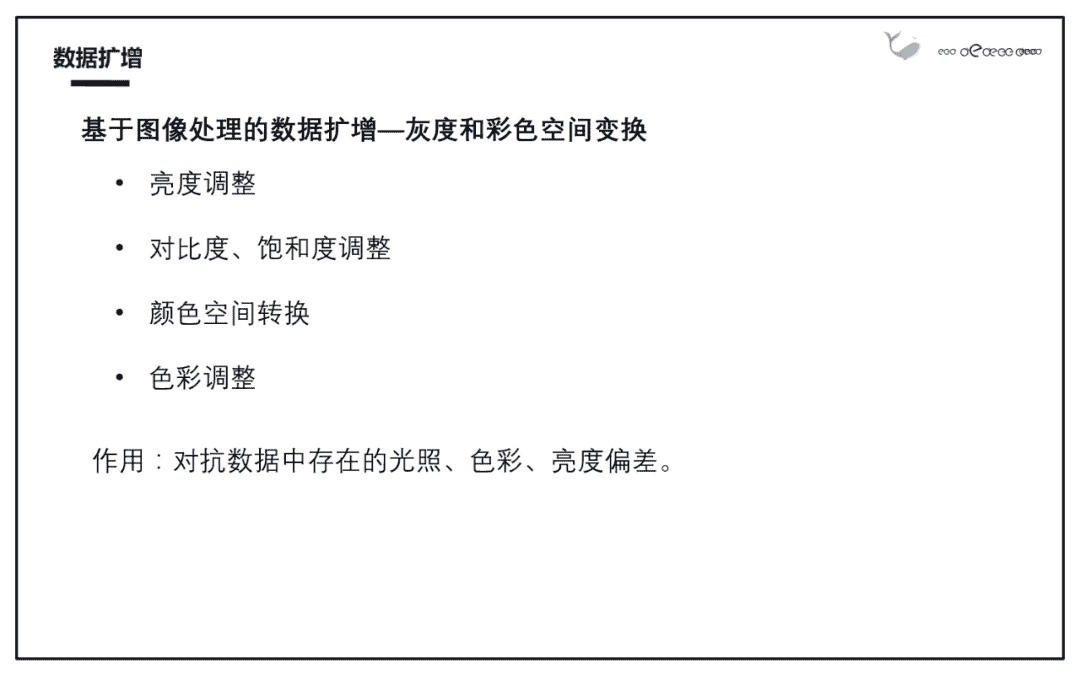 数据扩增
基于图像处理的数据扩增—灰度和彩色空间变换
• 亮度调整
• 对比度、饱和度调整
• 颜色空间转换
• 色彩调整
作用：对抗数据中存在的光照、色彩、亮度偏差。